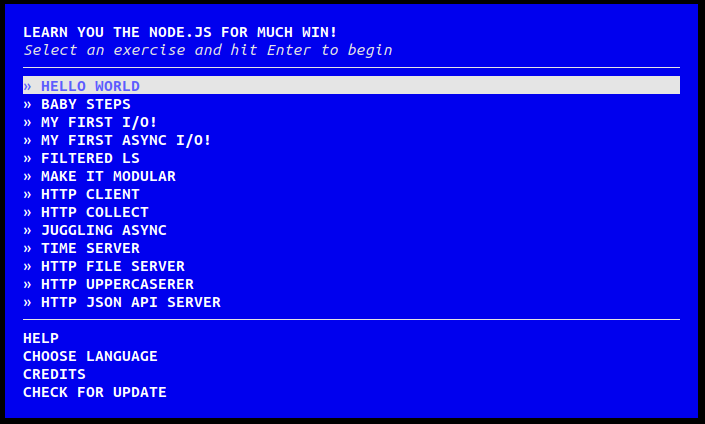 LEARN YOU THE NODE.JS FOR MUCH WIN!
Select an exercise and hit Enter to begin
» HELLO WORLD
» BABY STEPS
» MY FIRST I/O!
» MY FIRST ASYNC I/O!
» FILTERED LS
» MAKE IT MODULAR
» HTTP CLIENT
» HTTP COLLECT
» JUGGLING ASYNC
» TIME SERVER
» HTTP FILE SERVER
» HTTP UPPERCASERER
» HTTP JSON API SERVER
HELP
CHOOSE LANGUAGE
CREDITS
CHECK FOR UPDATE